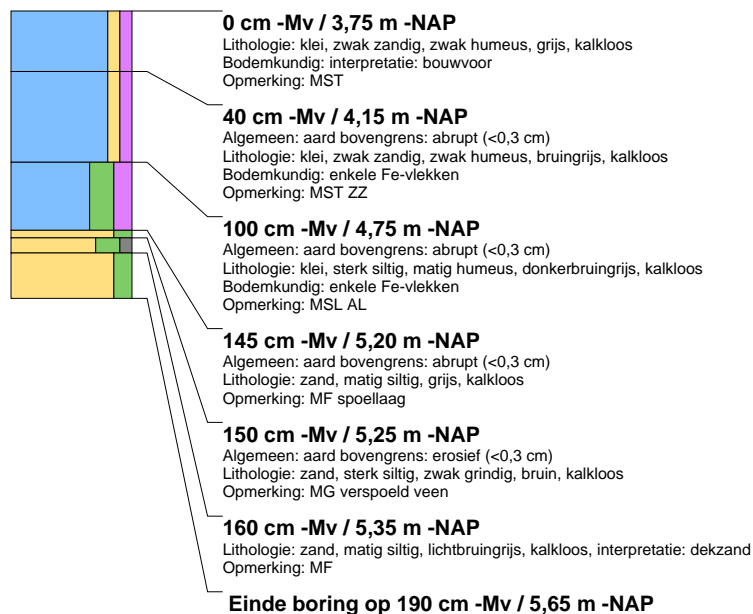 0 cm -Mv / 3,75 m -NAP
Lithologie: klei, zwak zandig, zwak humeus, grijs, kalkloos
Bodemkundig: interpretatie: bouwvoor
Opmerking: MST
40 cm -Mv / 4,15 m -NAP
Algemeen: aard bovengrens: abrupt (<0,3 cm)
Lithologie: klei, zwak zandig, zwak humeus, bruingrijs, kalkloos
Bodemkundig: enkele Fe-vlekken
Opmerking: MST ZZ
100 cm -Mv / 4,75 m -NAP
Algemeen: aard bovengrens: abrupt (<0,3 cm)
Lithologie: klei, sterk siltig, matig humeus, donkerbruingrijs, kalkloos
Bodemkundig: enkele Fe-vlekken
Opmerking: MSL AL
145 cm -Mv / 5,20 m -NAP
Algemeen: aard bovengrens: abrupt (<0,3 cm)
Lithologie: zand, matig siltig, grijs, kalkloos
Opmerking: MF spoellaag
150 cm -Mv / 5,25 m -NAP
Algemeen: aard bovengrens: erosief (<0,3 cm)
Lithologie: zand, sterk siltig, zwak grindig, bruin, kalkloos
Opmerking: MG verspoeld veen
160 cm -Mv / 5,35 m -NAP
Lithologie: zand, matig siltig, lichtbruingrijs, kalkloos, interpretatie: dekzand
Opmerking: MF
Einde boring op 190 cm -Mv / 5,65 m -NAP